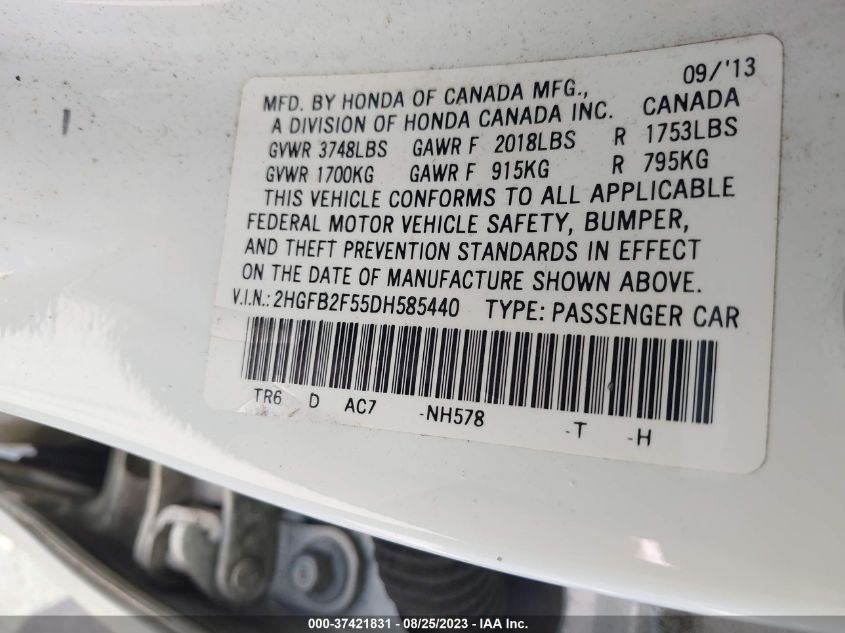 09/'13
MFD. BY HONDA OF CANADA MFG.,
A DIVISION OF HONDA CANADA INC. CANADA
GVWR 3748LBS GAWR F 2018LBS R 1753LBS
GVWR 1700KG GAWR F 915KG R 795KG
THIS VEHICLE CONFORMS TO ALL APPLICABLE
FEDERAL MOTOR VEHICLE SAFETY, BUMPER,
AND THEFT PREVENTION STANDARDS IN EFFECT
ON THE DATE OF MANUFACTURE SHOWN ABOVE.
V.I.N.: 2HGFB2F55DH585440 TYPE: PASSENGER CAR
TR6 D AC7 -NH578 -T -H
000-37421831 - 08/25/2023 - IAA Inc.